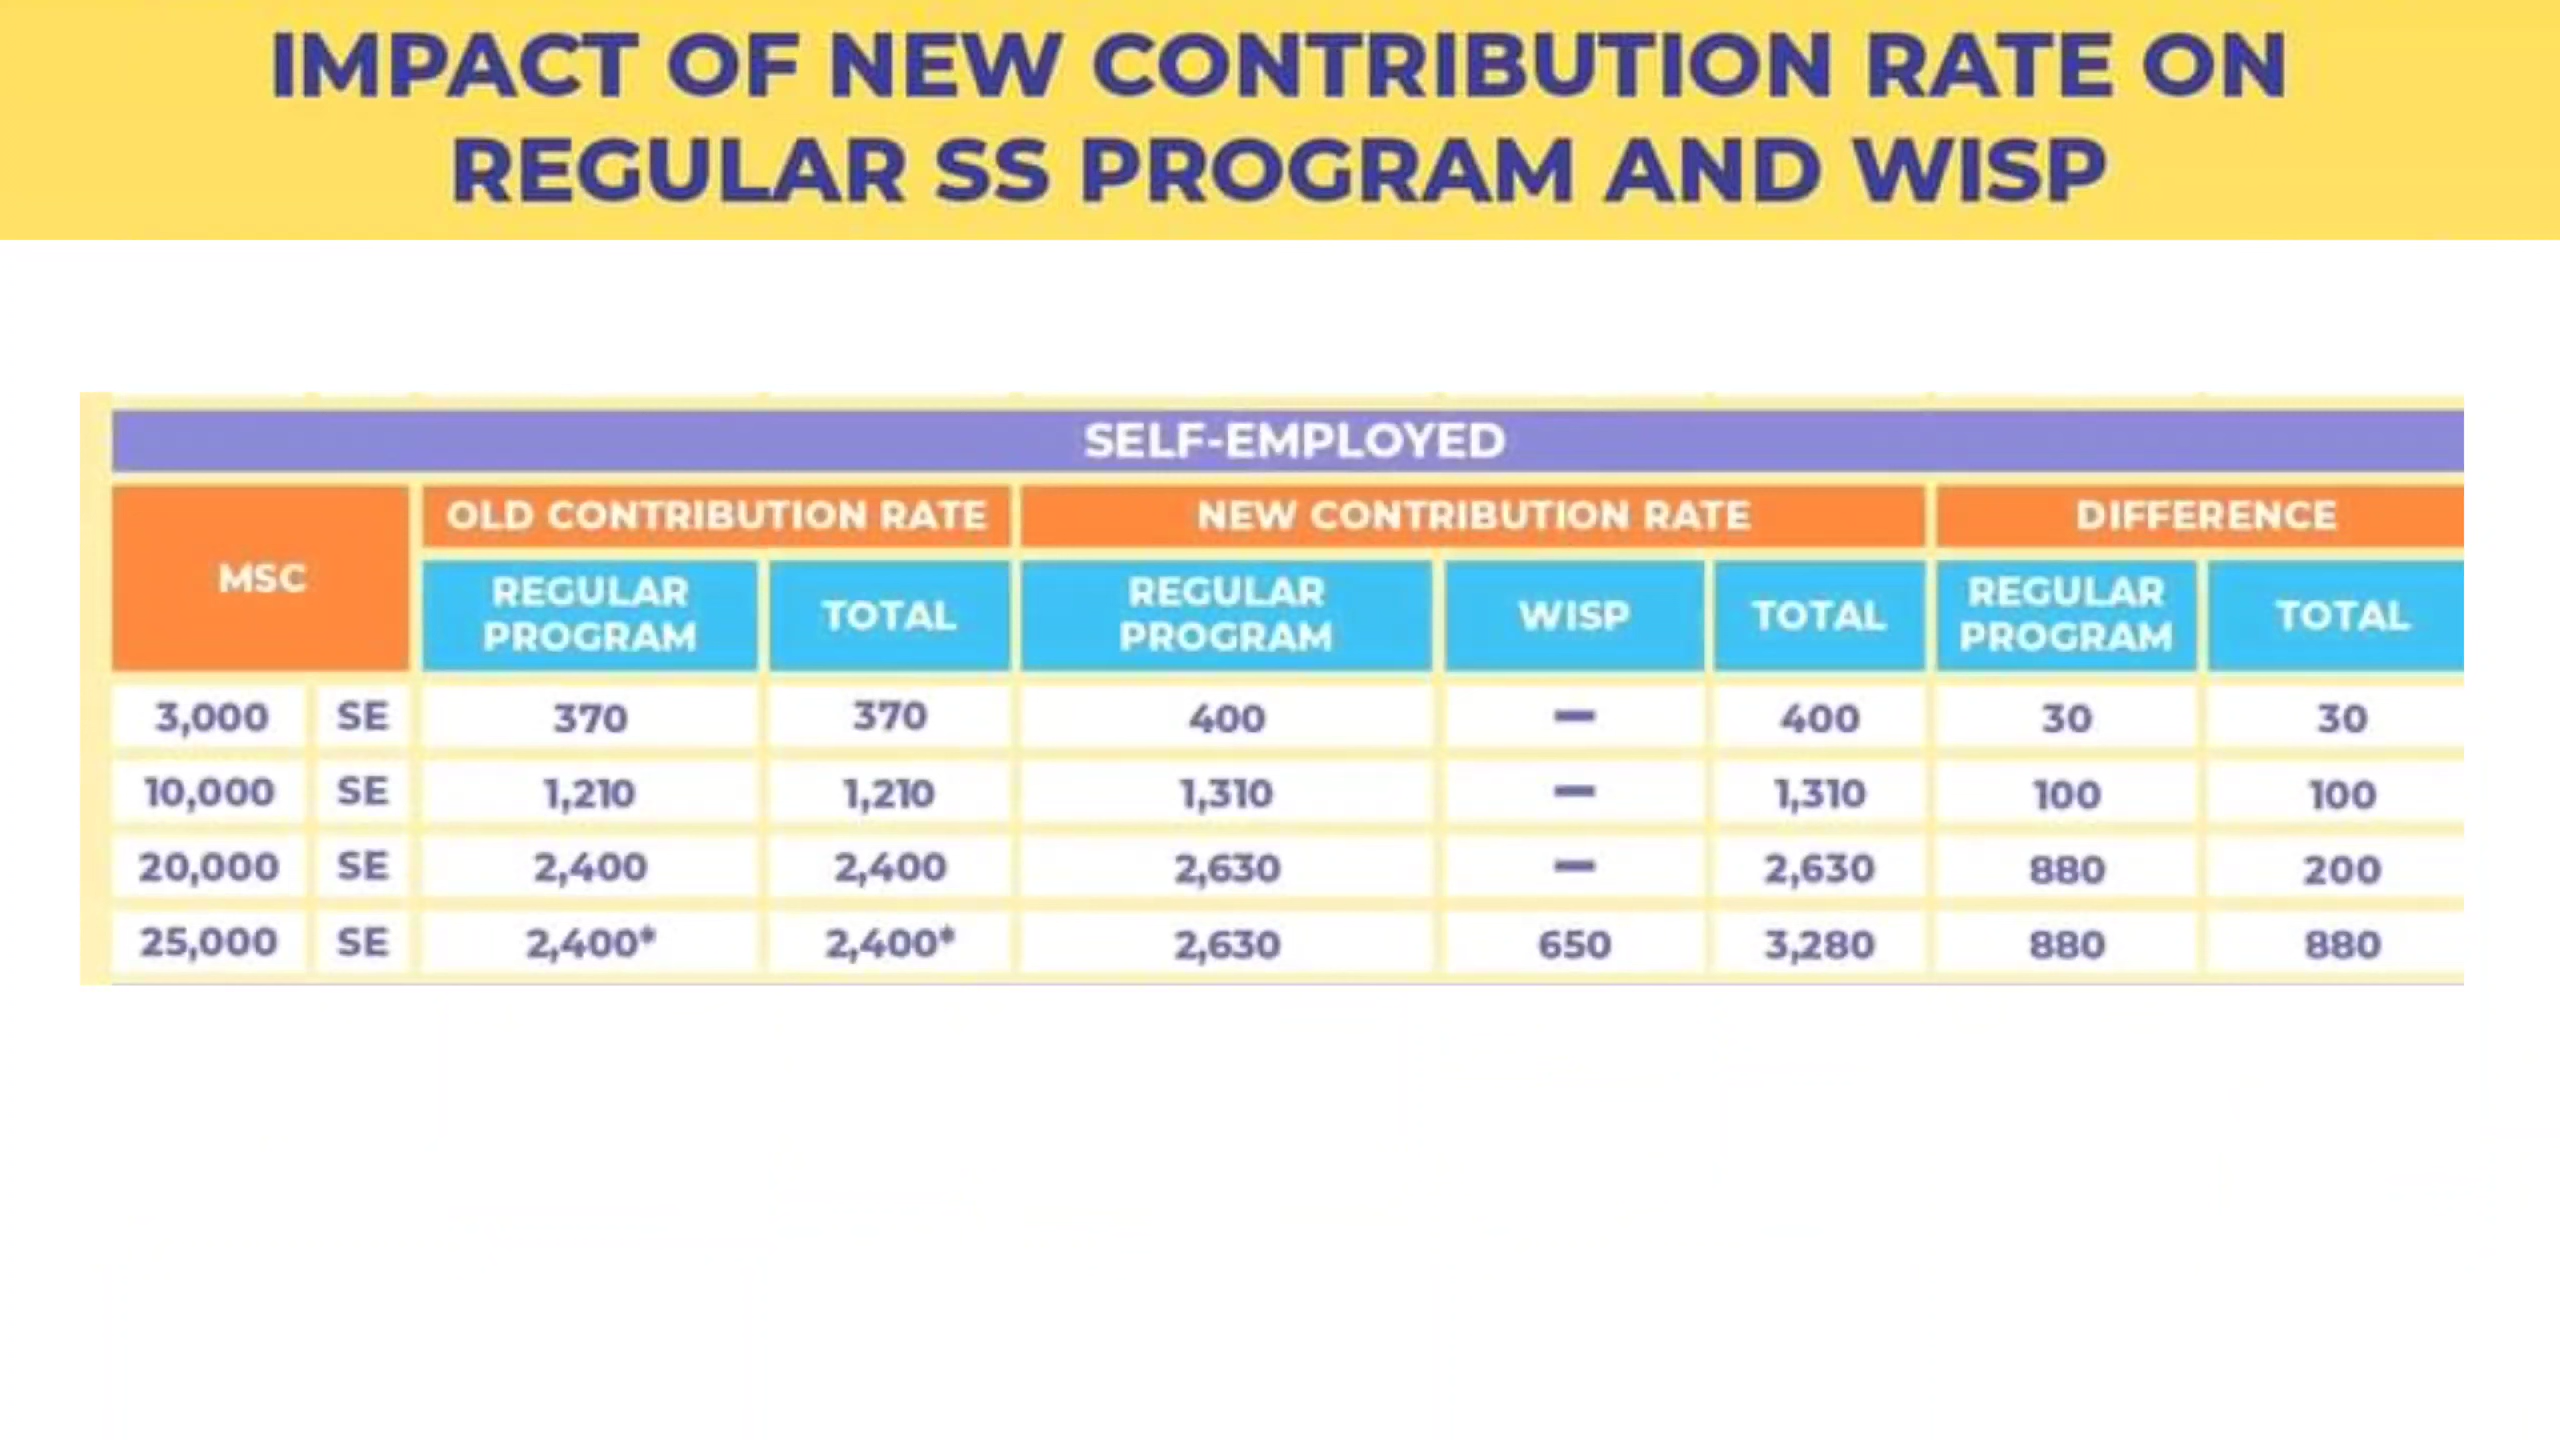 IMPACT OF NEW CONTRIBUTION RATE ON
REGULAR SS PROGRAM AND WISP
SELF-EMPLOYED
MSC OLD CONTRIBUTION RATE NEW CONTRIBUTION RATE DIFFERENCE
REGULAR PROGRAM TOTAL REGULAR PROGRAM WISP TOTAL REGULAR PROGRAM TOTAL
3,000 SE 370 370 400 — 400 30 30
10,000 SE 1,210 1,210 1,310 — 1,310 100 100
20,000 SE 2,400 2,400 2,630 — 2,630 880 200
25,000 SE 2,400* 2,400* 2,630 650 3,280 880 880